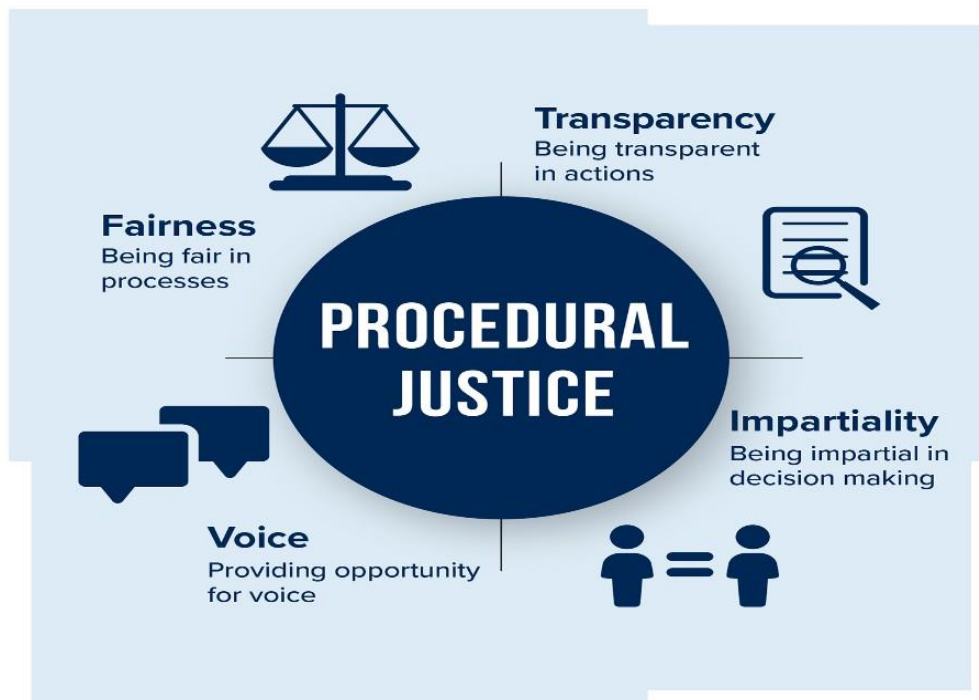 Transparency
Being transparent
in actions
Fairness
Being fair in
processes
PROCEDURAL
JUSTICE
Impartiality
Being impartial in
decision making
Voice
Providing opportunity
for voice